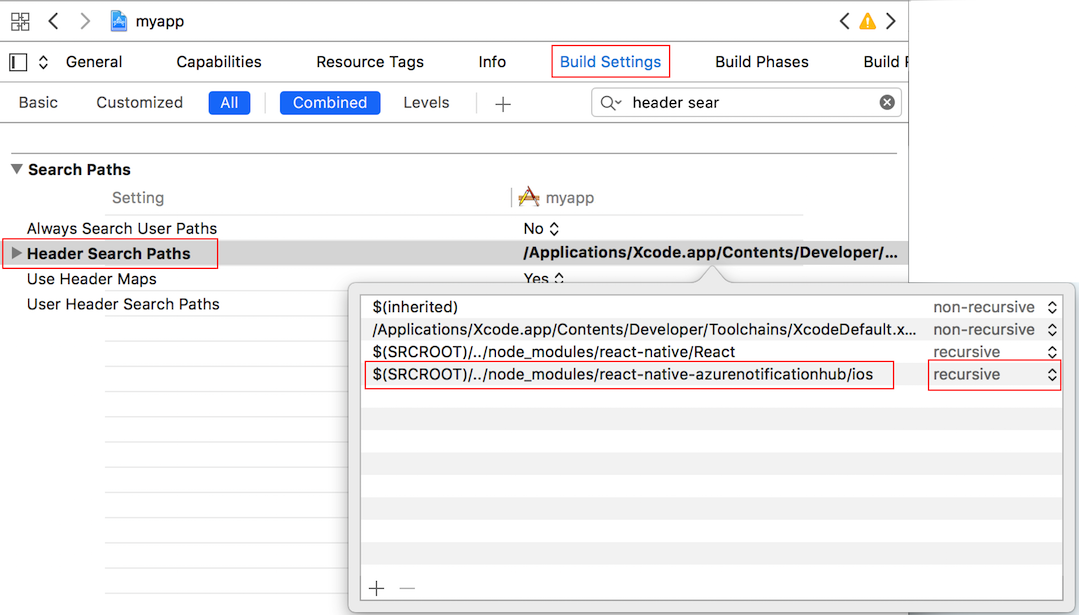 myapp
General Capabilities Resource Tags Info Build Settings Build Phases Build
Basic Customized All Combined Levels header sear
Search Paths
Setting myapp
Always Search User Paths No
Header Search Paths /Applications/Xcode.app/Contents/Developer/...
Use Header Maps Yes
User Header Search Paths
$(inherited) non-recursive
/Applications/Xcode.app/Contents/Developer/Toolchains/XcodeDefault.x... non-recursive
$(SRCROOT)/../node_modules/react-native/React recursive
$(SRCROOT)/../node_modules/react-native-azurenotificationhub/ios recursive